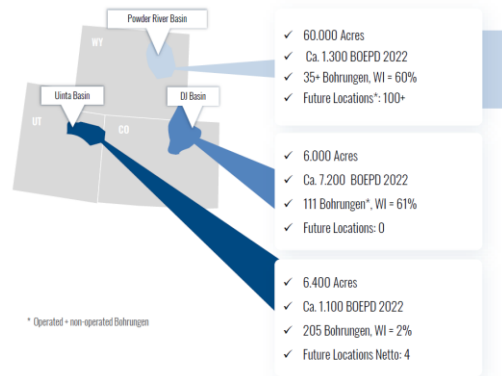 Powder River Basin
WY
Uinta Basin
DJ Basin
UT
CO
✓ 60.000 Acres
✓ Ca. 1.300 BOEPD 2022
✓ 35+ Bohrungen, WI = 60%
✓ Future Locations*: 100+
✓ 6.000 Acres
✓ Ca. 7.200 BOEPD 2022
✓ 111 Bohrungen*, WI = 61%
✓ Future Locations: 0
✓ 6.400 Acres
✓ Ca. 1.100 BOEPD 2022
✓ 205 Bohrungen, WI = 2%
✓ Future Locations Netto: 4
* Operated + non-operated Bohrungen